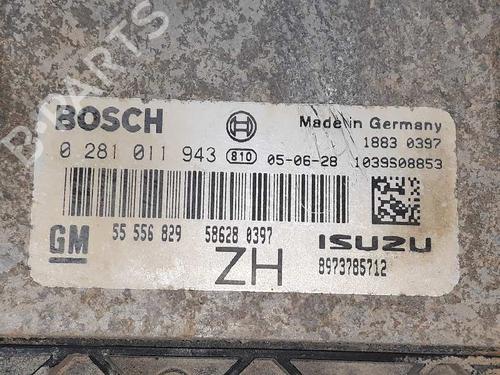 B-PARTS
BOSCH
Made in Germany
1883 0397
0 281 011 943 810 05-06-28 1039S08853
GM 55 556 829 58628 0397 ISUZU
ZH 8973785712